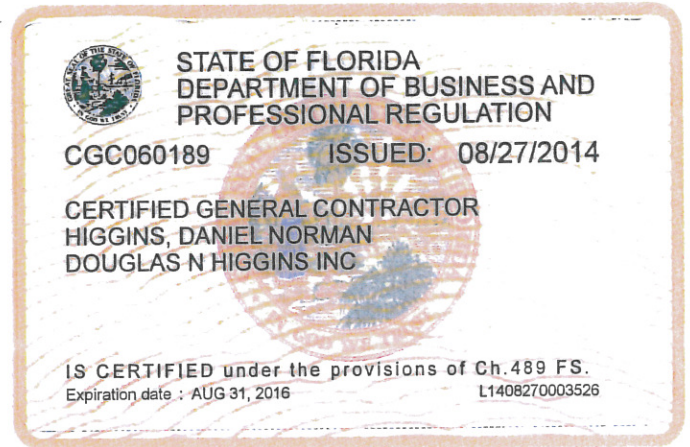 STATE OF FLORIDA
DEPARTMENT OF BUSINESS AND
PROFESSIONAL REGULATION
CGC060189 ISSUED: 08/27/2014
CERTIFIED GENERAL CONTRACTOR
HIGGINS, DANIEL NORMAN
DOUGLAS N HIGGINS INC
IS CERTIFIED under the provisions of Ch.489 FS.
Expiration date : AUG 31, 2016 L1408270003526